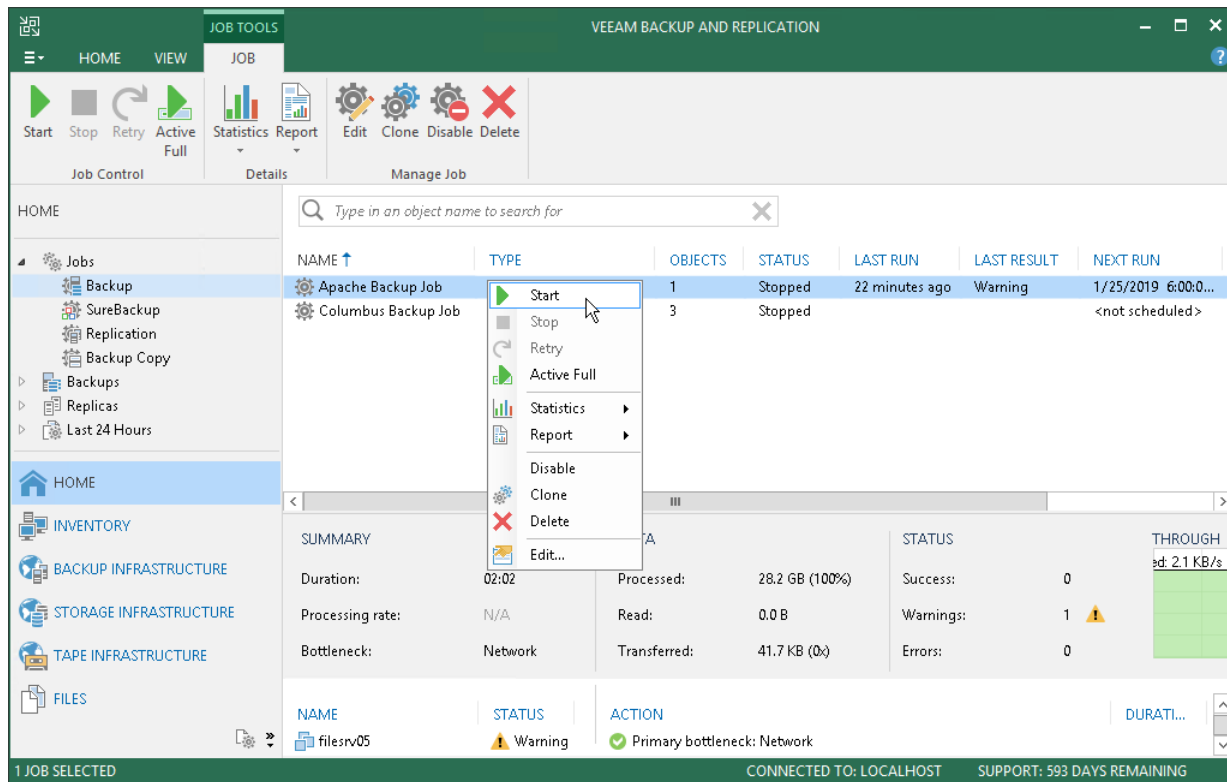 JOB TOOLS
VEEAM BACKUP AND REPLICATION
HOME VIEW JOB
Start Stop Retry Active Full Statistics Report Edit Clone Disable Delete
Job Control Details Manage Job
HOME
Type in an object name to search for
Jobs
Backup
SureBackup
Replication
Backup Copy
Backups
Replicas
Last 24 Hours
HOME
INVENTORY
BACKUP INFRASTRUCTURE
STORAGE INFRASTRUCTURE
TAPE INFRASTRUCTURE
FILES
NAME TYPE OBJECTS STATUS LAST RUN LAST RESULT NEXT RUN
Apache Backup Job 1 Stopped 22 minutes ago Warning 1/25/2019 6:00:0...
Columbus Backup Job 3 Stopped <not scheduled>
Start
Stop
Retry
Active Full
Statistics
Report
Disable
Clone
Delete
Edit...
SUMMARY TA STATUS THROUGH
ed: 2.1 KB/s
Duration: 02:02 Processed: 28.2 GB (100%) Success: 0
Processing rate: N/A Read: 0.0 B Warnings: 1
Bottleneck: Network Transferred: 41.7 KB (0x) Errors: 0
NAME STATUS ACTION DURATI...
filesrv05 Warning Primary bottleneck: Network
1 JOB SELECTED CONNECTED TO: LOCALHOST SUPPORT: 593 DAYS REMAINING